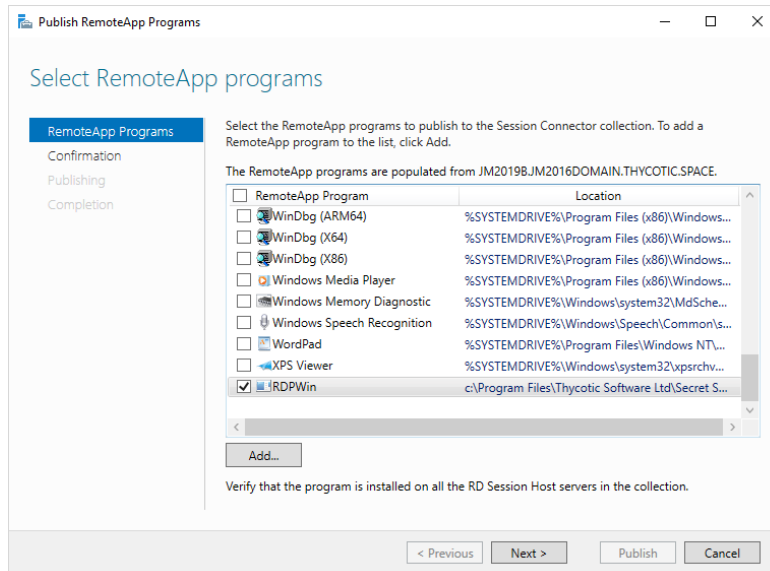 Publish RemoteApp Programs
Select RemoteApp programs
RemoteApp Programs
Confirmation
Publishing
Completion
Select the RemoteApp programs to publish to the Session Connector collection. To add a
RemoteApp program to the list, click Add.
The RemoteApp programs are populated from JM2019B.JM2016DOMAIN.THYCOTIC.SPACE.
RemoteApp Program Location
WinDbg (ARM64) %SYSTEMDRIVE%\Program Files (x86)\Windows...
WinDbg (X64) %SYSTEMDRIVE%\Program Files (x86)\Windows...
WinDbg (X86) %SYSTEMDRIVE%\Program Files (x86)\Windows...
Windows Media Player %SYSTEMDRIVE%\Program Files (x86)\Windows...
Windows Memory Diagnostic %SYSTEMDRIVE%\Windows\system32\MdSche...
Windows Speech Recognition %SYSTEMDRIVE%\Windows\Speech\Common\s...
WordPad %SYSTEMDRIVE%\Program Files\Windows NT\...
XPS Viewer %SYSTEMDRIVE%\Windows\system32\xpsrchv...
RDPWin c:\Program Files\Thycotic Software Ltd\Secret S...
Add...
Verify that the program is installed on all the RD Session Host servers in the collection.
< Previous Next > Publish Cancel